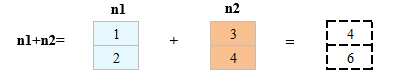 n1 n2
n1+n2= 1 + 3 = 4
2 4 6